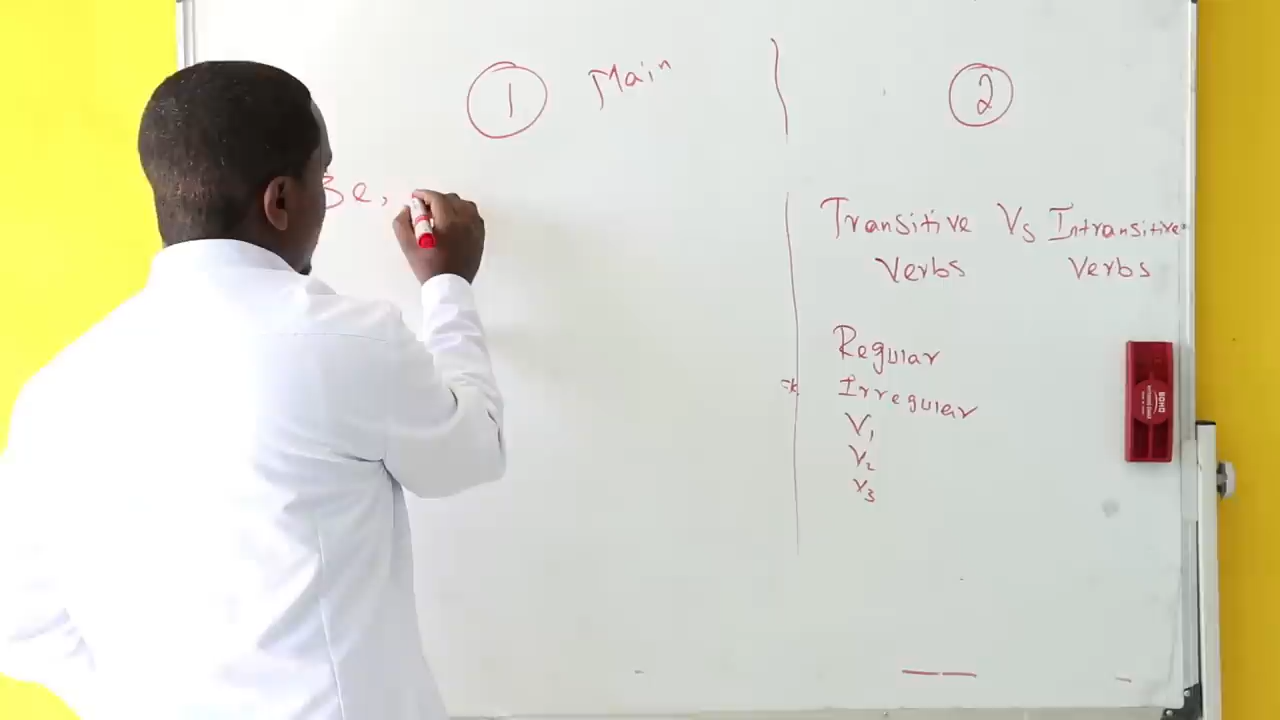 1 Main
Be,
2
Transitive Vs Intransitive
Verbs Verbs
Regular
Irregular
V1
V2
V3